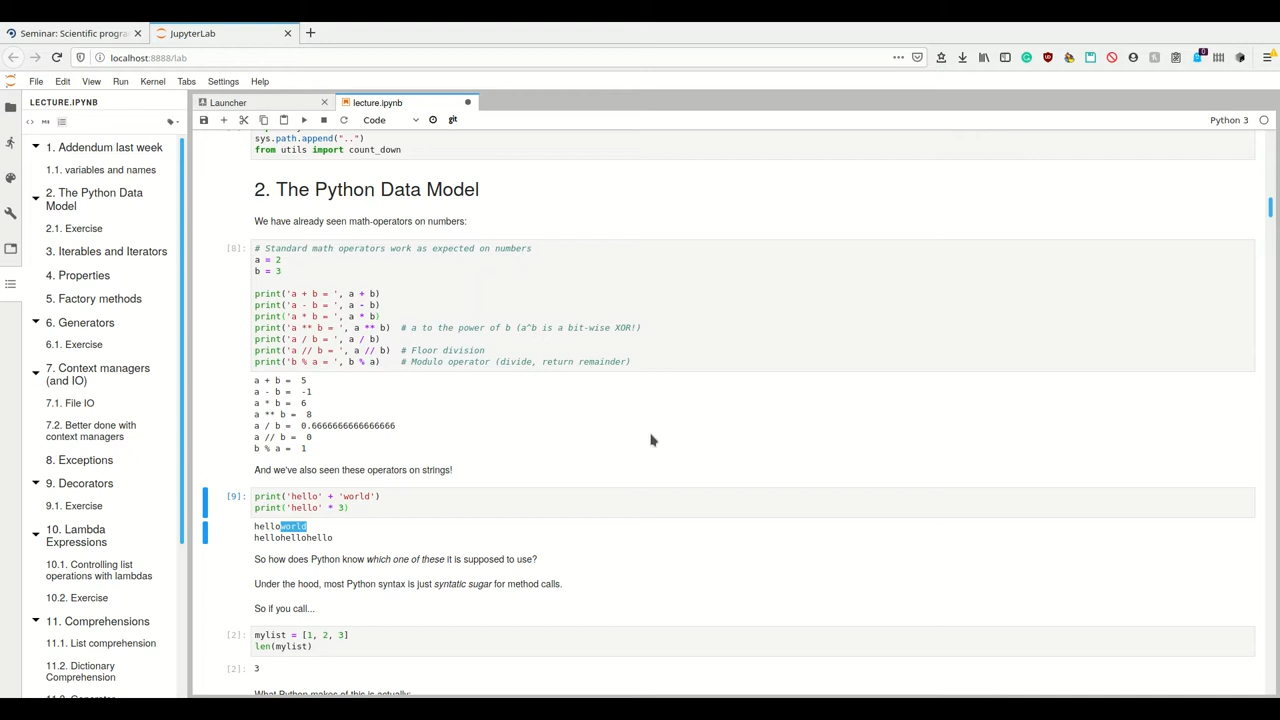 Seminar: Scientific progra
JupyterLab
localhost:8888/lab
File Edit View Run Kernel Tabs Settings Help
LECTURE.IPYNB
1. Addendum last week
1.1. variables and names
2. The Python Data
Model
2.1. Exercise
3. Iterables and Iterators
4. Properties
5. Factory methods
6. Generators
6.1. Exercise
7. Context managers
(and IO)
7.1. File IO
7.2. Better done with
context managers
8. Exceptions
9. Decorators
9.1. Exercise
10. Lambda
Expressions
10.1. Controlling list
operations with lambdas
10.2. Exercise
11. Comprehensions
11.1. List comprehension
11.2. Dictionary
Comprehension
Launcher
lecture.ipynb
Code
git
Python 3
sys.path.append("..")
from utils import count_down
2. The Python Data Model
We have already seen math-operators on numbers:
[8]: # Standard math operators work as expected on numbers
a = 2
b = 3
print('a + b = ', a + b)
print('a - b = ', a - b)
print('a * b = ', a * b)
print('a ** b = ', a ** b)  # a to the power of b (a^b is a bit-wise XOR!)
print('a / b = ', a / b)
print('a // b = ', a // b)  # Floor division
print('b % a = ', b % a)    # Modulo operator (divide, return remainder)
a + b =  5
a - b =  -1
a * b =  6
a ** b =  8
a / b =  0.6666666666666666
a // b =  0
b % a =  1
And we've also seen these operators on strings!
[9]: print('hello' + 'world')
print('hello' * 3)
helloworld
hellohellohello
So how does Python know which one of these it is supposed to use?
Under the hood, most Python syntax is just syntatic sugar for method calls.
So if you call...
[2]: mylist = [1, 2, 3]
len(mylist)
[2]: 3
What Python makes of this is actually: